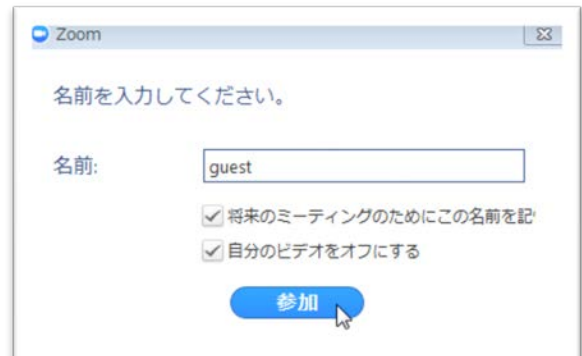 Zoom
名前を入力してください。
名前: guest
将来のミーティングのためにこの名前を記
自分のビデオをオフにする
参加